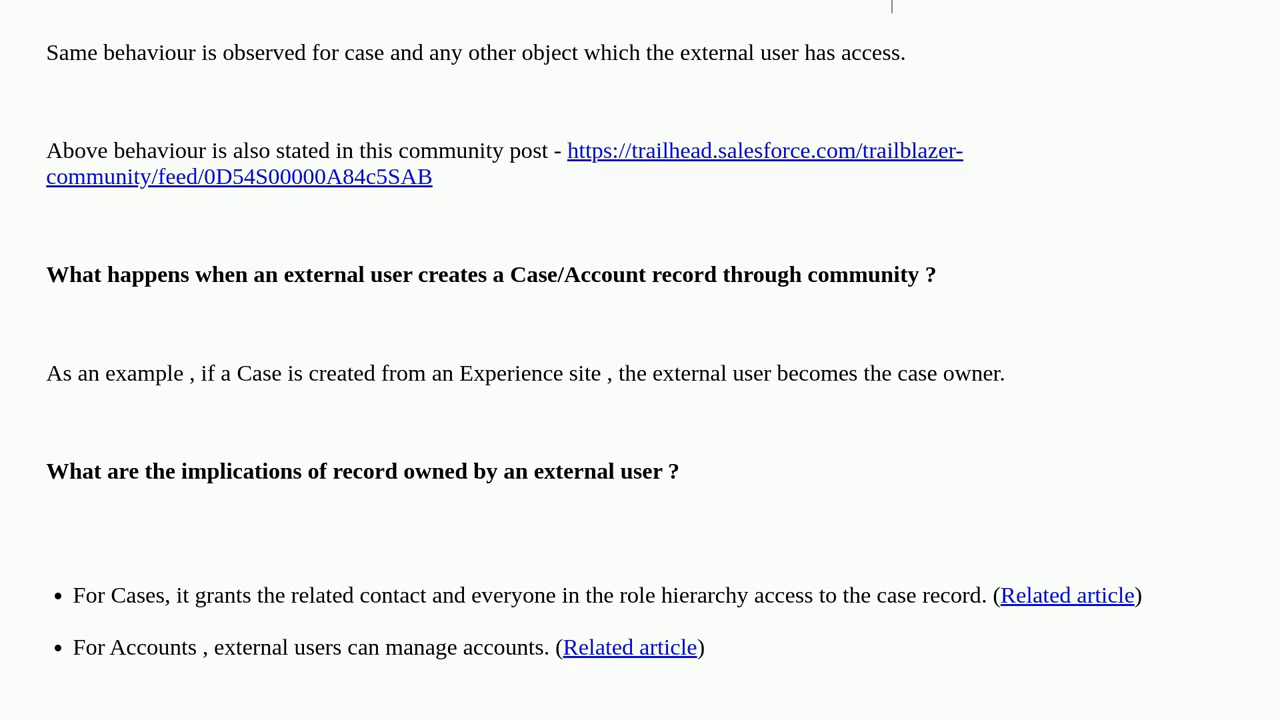 Same behaviour is observed for case and any other object which the external user has access.
Above behaviour is also stated in this community post - https://trailhead.salesforce.com/trailblazer-
community/feed/0D54S00000A84c5SAB
What happens when an external user creates a Case/Account record through community ?
As an example , if a Case is created from an Experience site , the external user becomes the case owner.
What are the implications of record owned by an external user ?
• For Cases, it grants the related contact and everyone in the role hierarchy access to the case record. (Related article)
• For Accounts , external users can manage accounts. (Related article)